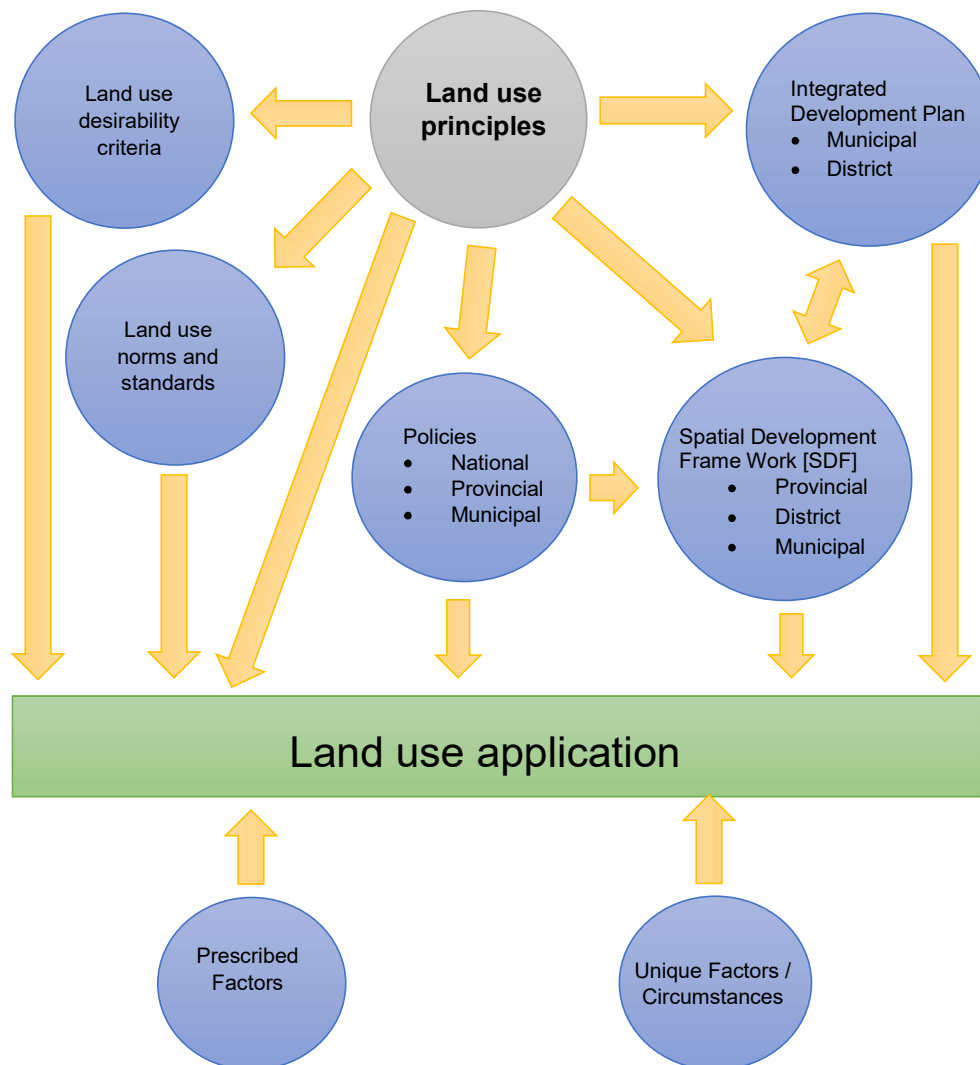 Land use
desirability
criteria
Land use
principles
Integrated
Development Plan
• Municipal
• District
Land use
norms and
standards
Policies
• National
• Provincial
• Municipal
Spatial Development
Frame Work [SDF]
• Provincial
• District
• Municipal
Land use application
Prescribed
Factors
Unique Factors /
Circumstances